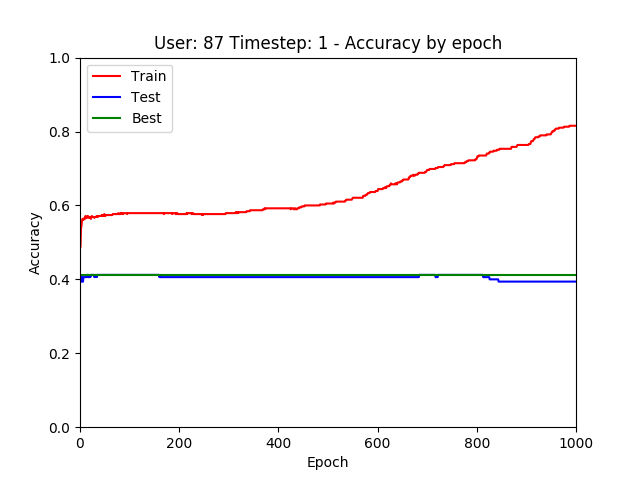 User: 87 Timestep: 1 - Accuracy by epoch
1.0
0.8
0.6
0.4
0.2
0.0
Accuracy
Train
Test
Best
0 200 400 600 800 1000
Epoch